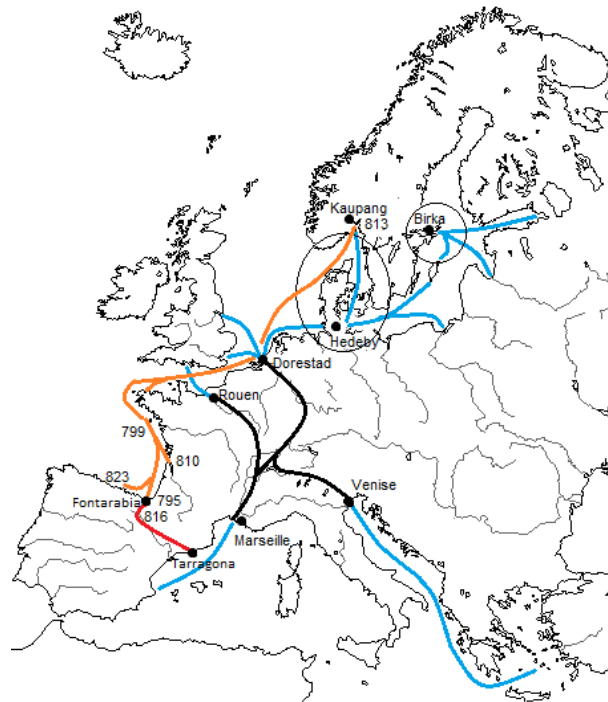 Kaupang
813
Birka
Hedeby
Dorestad
Rouen
799
810
823
Fontarabia
795
816
Venise
Marseille
Tarragona